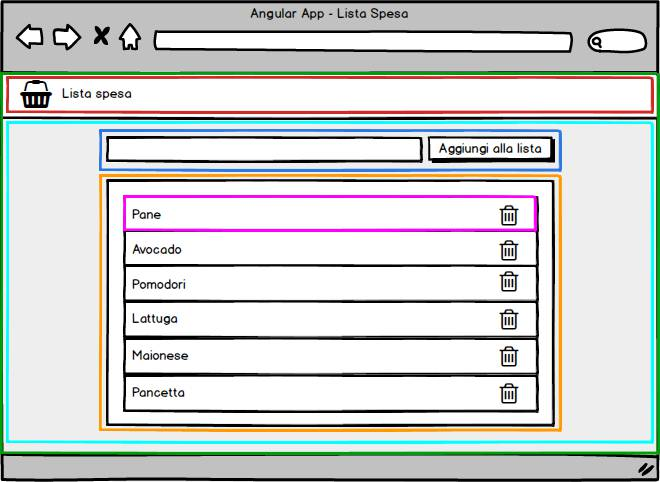 Angular App - Lista Spesa
Lista spesa
Aggiungi alla lista
Pane
Avocado
Pomodori
Lattuga
Maionese
Pancetta